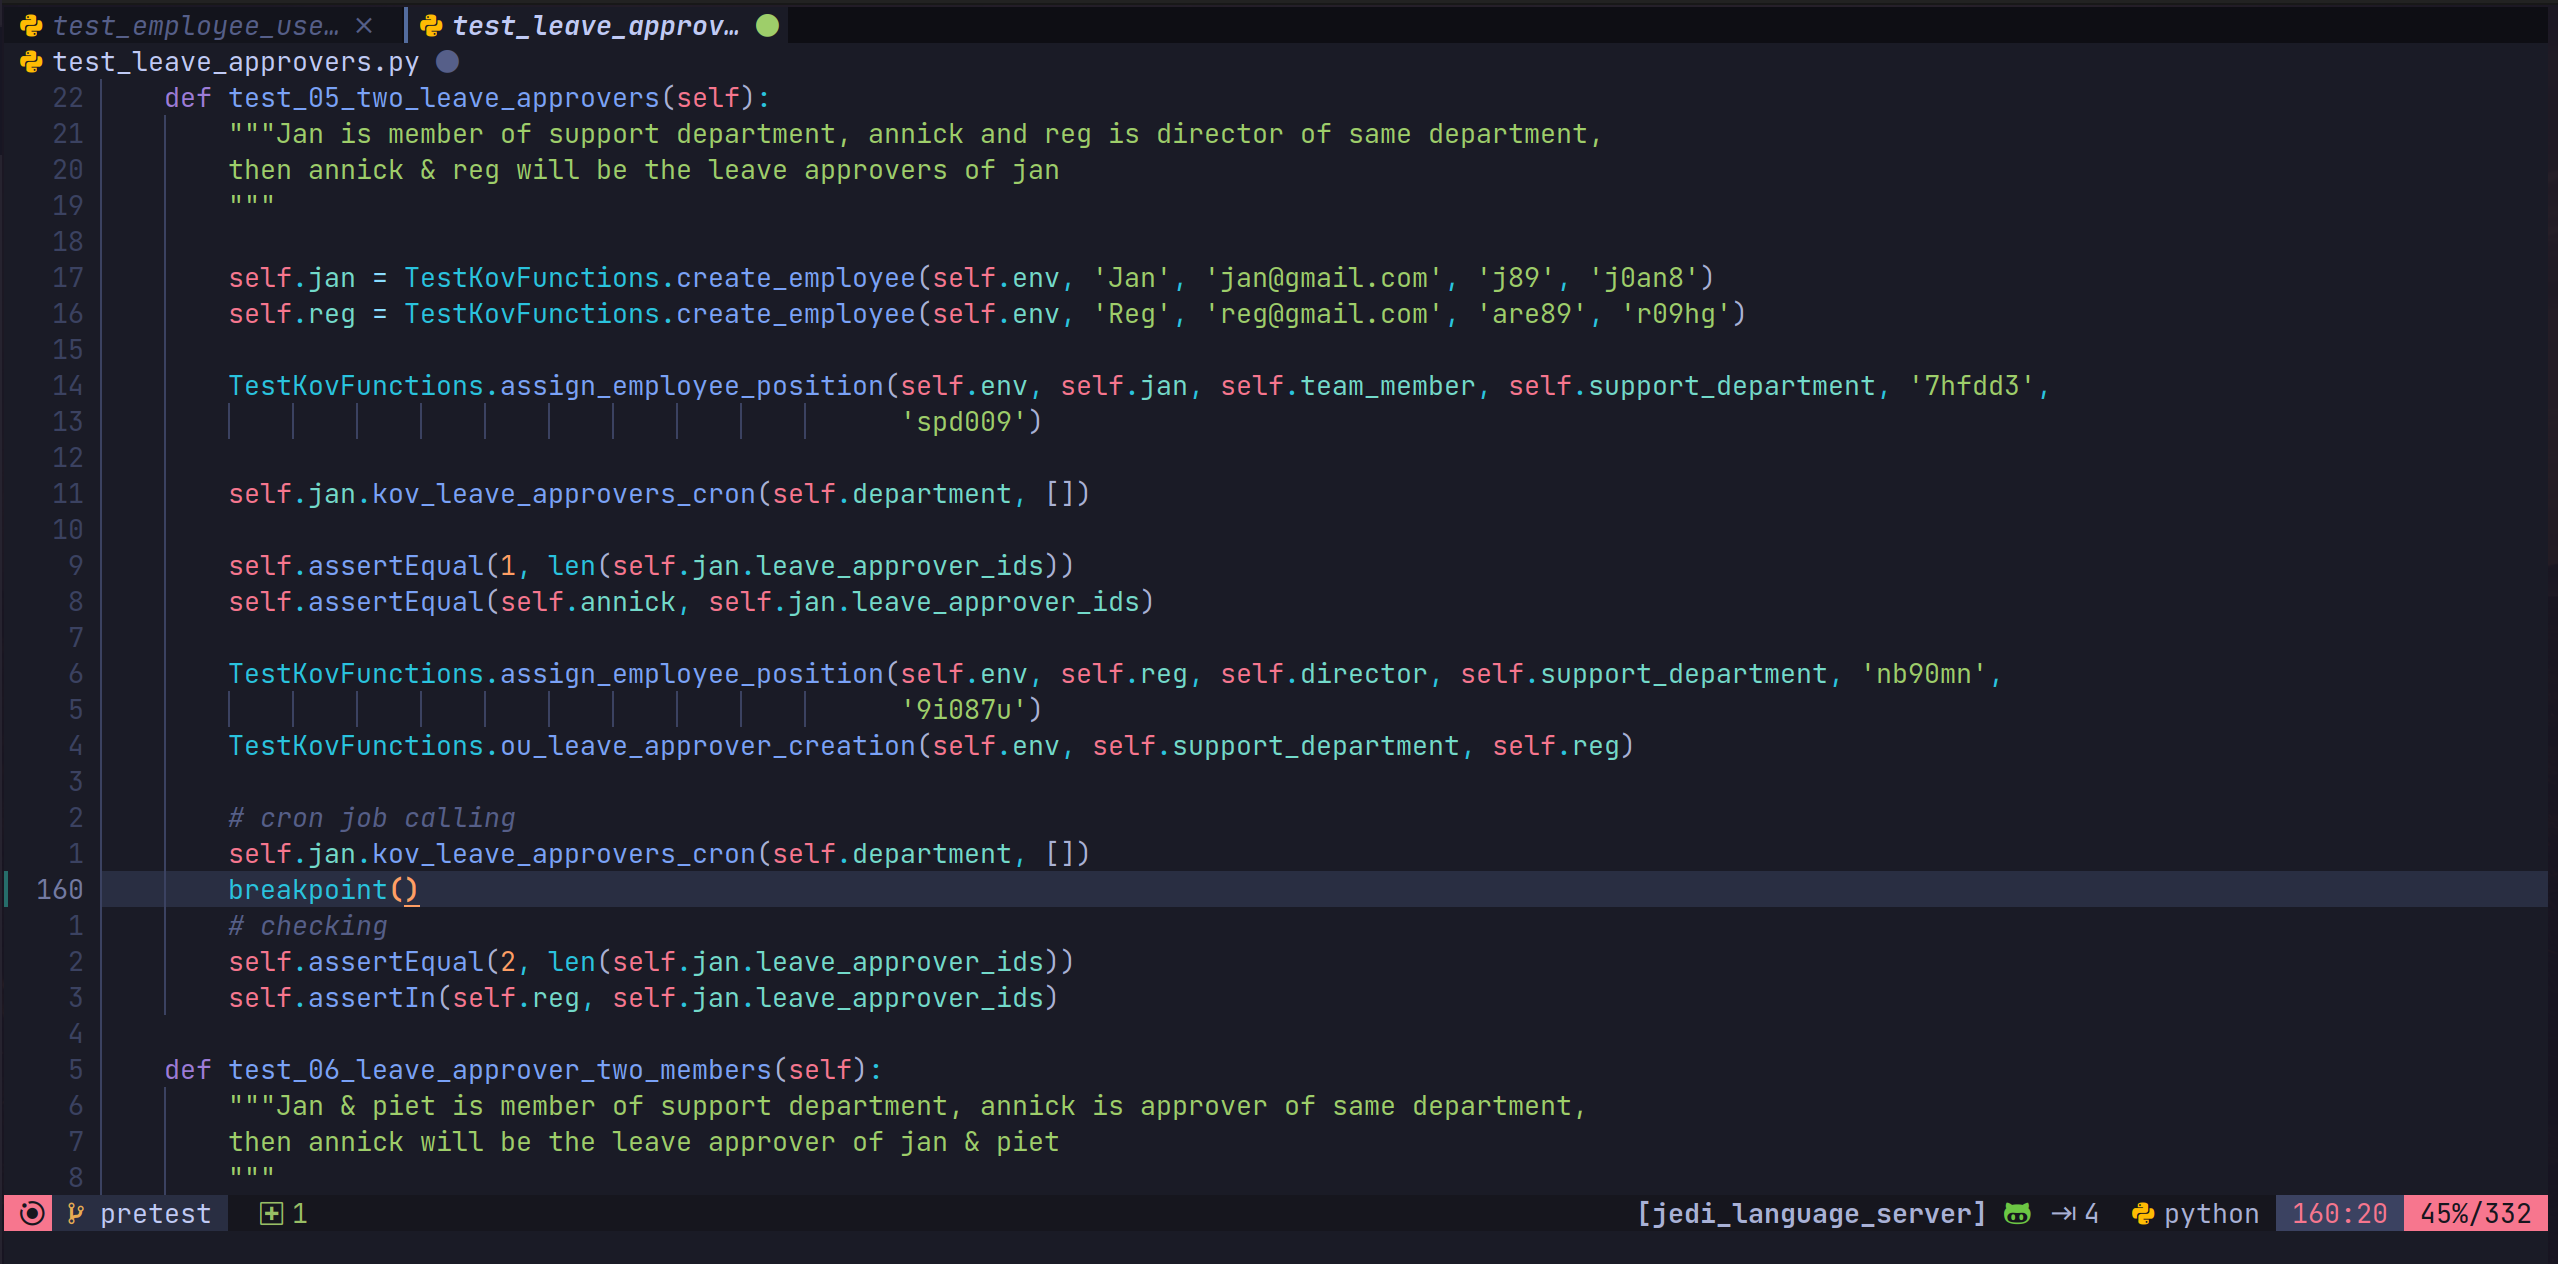 test_employee_use… ×  test_leave_approv…
test_leave_approvers.py
22     def test_05_two_leave_approvers(self):
21         """Jan is member of support department, annick and reg is director of same department,
20         then annick & reg will be the leave approvers of jan
19         """
18
17         self.jan = TestKovFunctions.create_employee(self.env, 'Jan', 'jan@gmail.com', 'j89', 'j0an8')
16         self.reg = TestKovFunctions.create_employee(self.env, 'Reg', 'reg@gmail.com', 'are89', 'r09hg')
15
14         TestKovFunctions.assign_employee_position(self.env, self.jan, self.team_member, self.support_department, '7hfdd3',
13                                                   'spd009')
12
11         self.jan.kov_leave_approvers_cron(self.department, [])
10
9         self.assertEqual(1, len(self.jan.leave_approver_ids))
8         self.assertEqual(self.annick, self.jan.leave_approver_ids)
7
6         TestKovFunctions.assign_employee_position(self.env, self.reg, self.director, self.support_department, 'nb90mn',
5                                                   '9i087u')
4         TestKovFunctions.ou_leave_approver_creation(self.env, self.support_department, self.reg)
3
2         # cron job calling
1         self.jan.kov_leave_approvers_cron(self.department, [])
160         breakpoint()
1         # checking
2         self.assertEqual(2, len(self.jan.leave_approver_ids))
3         self.assertIn(self.reg, self.jan.leave_approver_ids)
4
5     def test_06_leave_approver_two_members(self):
6         """Jan & piet is member of support department, annick is approver of same department,
7         then annick will be the leave approver of jan & piet
8         """
pretest  1  [jedi_language_server]  4  python  160:20  45%/332